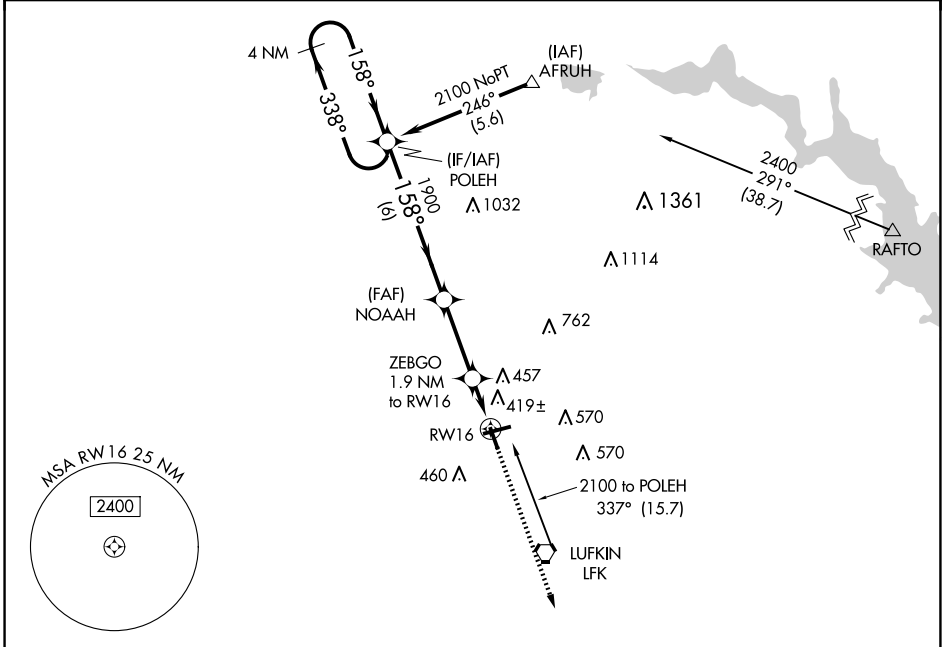 4 NM
158°
338°
(IAF)
AFRUH
2100 NoPT
246°
(5.6)
(IF/IAF)
POLEH
1900
158°
(6)
1032
1361
2400
291°
(38.7)
RAFTO
1114
(FAF)
NOAAH
762
ZEBGO
1.9 NM
to RW16
457
419±
RW16
570
570
460
2100 to POLEH
337° (15.7)
LUFKIN
LFK
MSA RW16 25 NM
2400